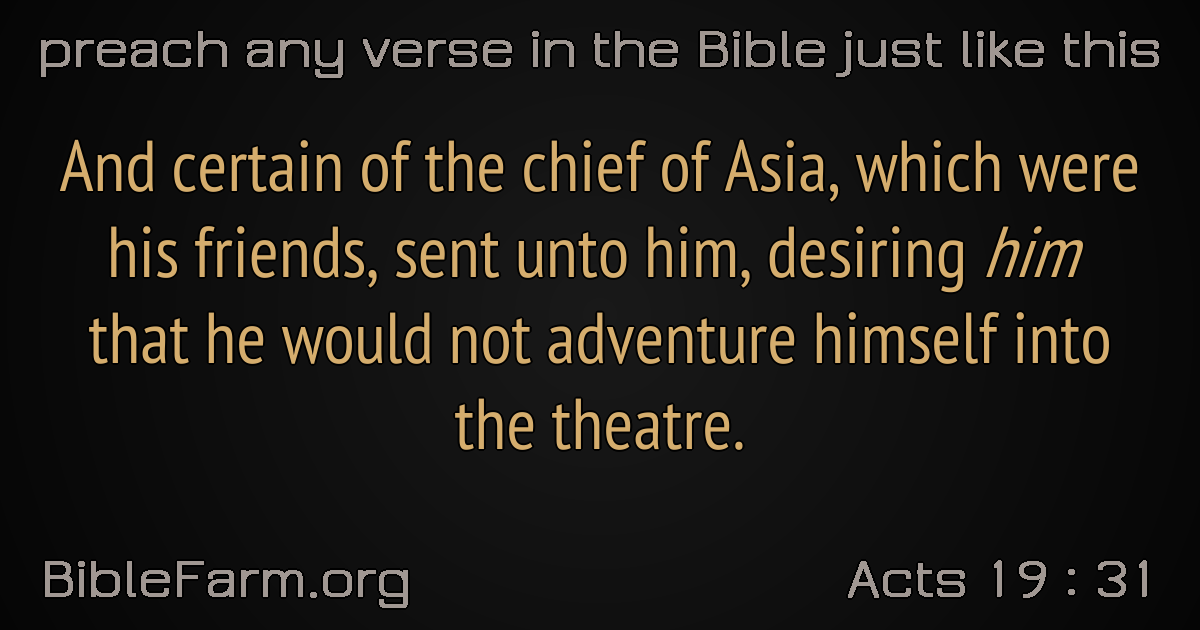 preach any verse in the Bible just like this
And certain of the chief of Asia, which were
his friends, sent unto him, desiring him
that he would not adventure himself into
the theatre.
BibleFarm.org
Acts 19 : 31